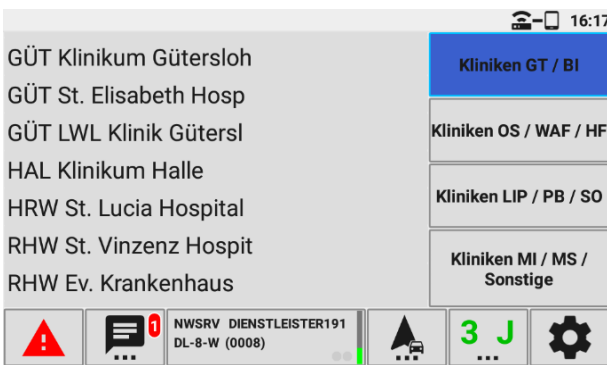 16:17
GÜT Klinikum Gütersloh
GÜT St. Elisabeth Hosp
GÜT LWL Klinik Gütersl
HAL Klinikum Halle
HRW St. Lucia Hospital
RHW St. Vinzenz Hospit
RHW Ev. Krankenhaus
Kliniken GT / BI
Kliniken OS / WAF / HF
Kliniken LIP / PB / SO
Kliniken MI / MS /
Sonstige
1
NWSRV DIENSTLEISTER191
DL-8-W (0008)
3 J